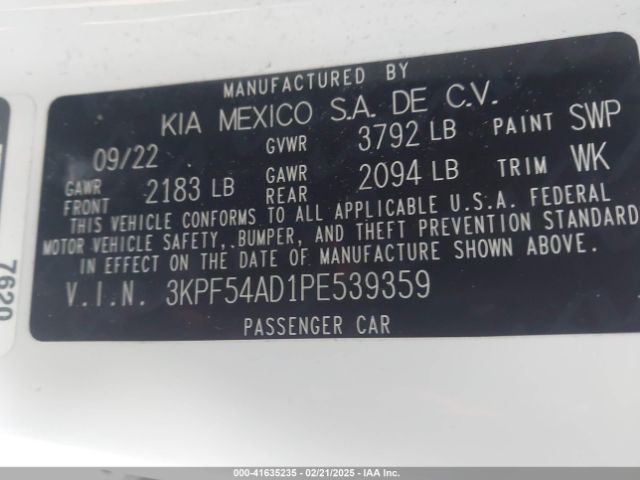 MANUFACTURED BY
KIA MEXICO S.A. DE C.V.
09/22 GVWR 3792 LB PAINT SWP
GAWR FRONT 2183 LB GAWR REAR 2094 LB TRIM WK
THIS VEHICLE CONFORMS TO ALL APPLICABLE U.S.A. FEDERAL
MOTOR VEHICLE SAFETY, BUMPER, AND THEFT PREVENTION STANDARD
IN EFFECT ON THE DATE OF MANUFACTURE SHOWN ABOVE.
V.I.N. 3KPF54AD1PE539359
PASSENGER CAR
7620
000-41635235 - 02/21/2025 - IAAI.COM